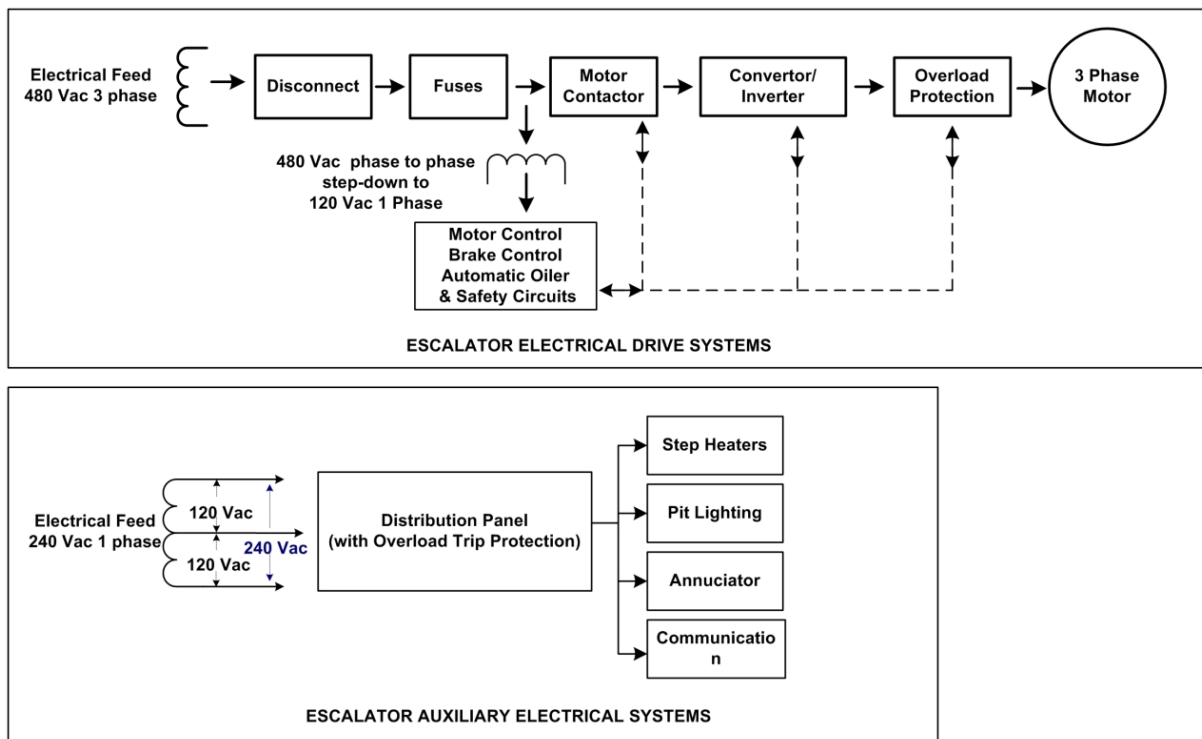 Electrical Feed
480 Vac 3 phase
Disconnect
Fuses
Motor
Contactor
Convertor/
Inverter
Overload
Protection
3 Phase
Motor
480 Vac  phase to phase
step-down to
120 Vac 1 Phase
Motor Control
Brake Control
Automatic Oiler
& Safety Circuits
ESCALATOR ELECTRICAL DRIVE SYSTEMS
Electrical Feed
240 Vac 1 phase
120 Vac
240 Vac
120 Vac
Distribution Panel
(with Overload Trip Protection)
Step Heaters
Pit Lighting
Annuciator
Communicatio
n
ESCALATOR AUXILIARY ELECTRICAL SYSTEMS